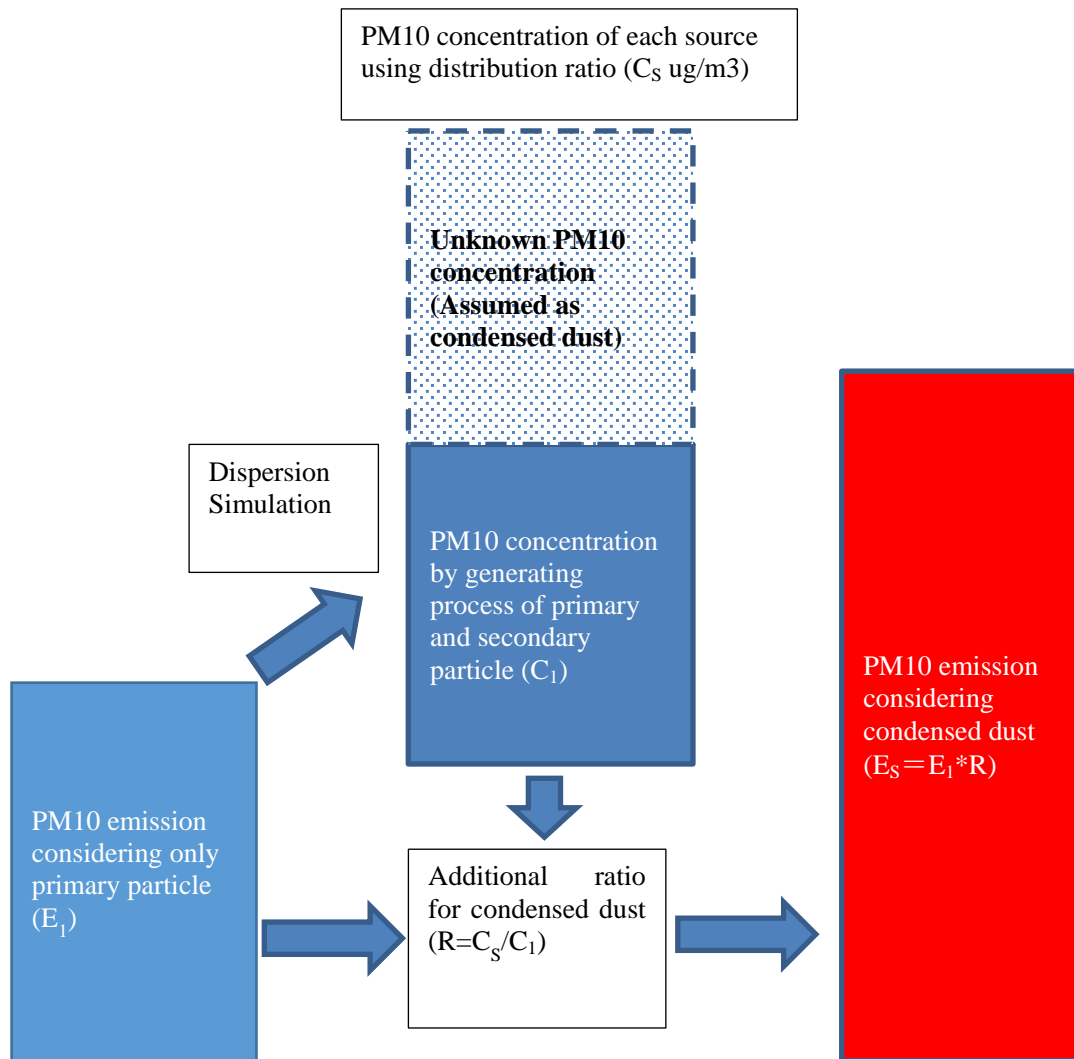 PM10 concentration of each source
using distribution ratio (CS ug/m3)
Unknown PM10
concentration
(Assumed as
condensed dust)
Dispersion
Simulation
PM10 concentration
by generating
process of primary
and secondary
particle (C1)
PM10 emission
considering only
primary particle
(E1)
Additional ratio
for condensed dust
(R=CS/C1)
PM10 emission
considering
condensed dust
(ES＝E1*R)